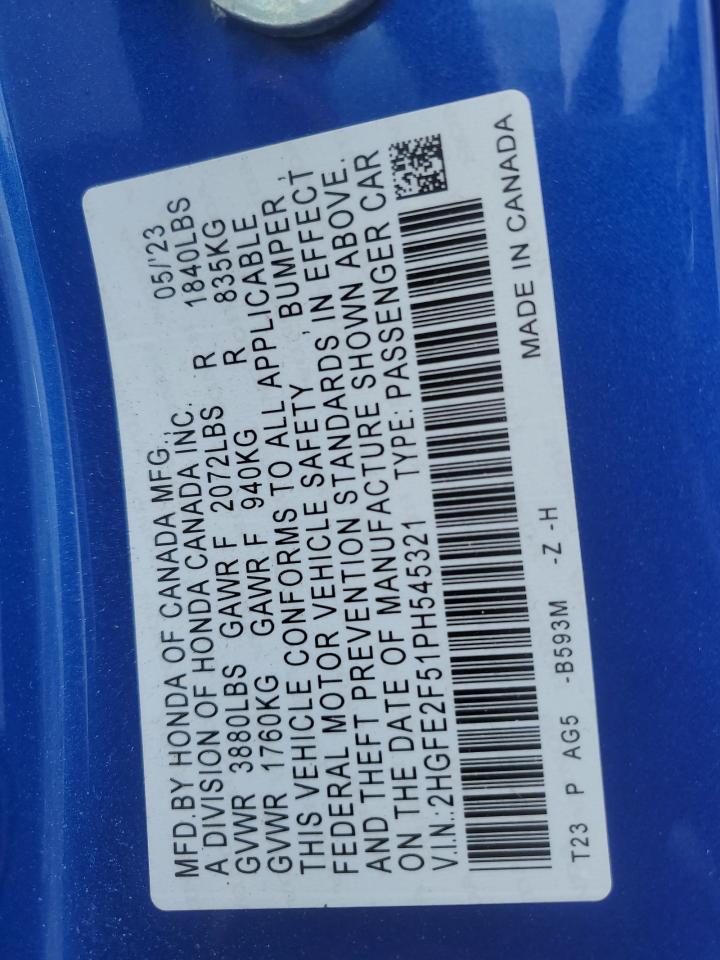 MFD.BY HONDA OF CANADA MFG., 05/'23
A DIVISION OF HONDA CANADA INC.
GVWR 3880LBS GAWR F 2072LBS R 1840LBS
GVWR 1760KG GAWR F 940KG R 835KG
THIS VEHICLE CONFORMS TO ALL APPLICABLE
FEDERAL MOTOR VEHICLE SAFETY , BUMPER ,
AND THEFT PREVENTION STANDARDS IN EFFECT
ON THE DATE OF MANUFACTURE SHOWN ABOVE.
V.I.N.:2HGFE2F51PH545321 TYPE: PASSENGER CAR
T23 P AG5 -B593M -Z -H MADE IN CANADA